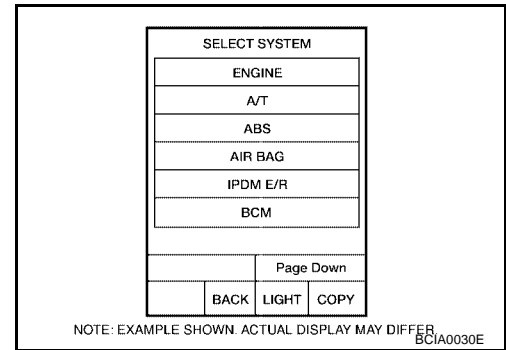 SELECT SYSTEM
ENGINE
A/T
ABS
AIR BAG
IPDM E/R
BCM
Page Down
BACK LIGHT COPY
NOTE: EXAMPLE SHOWN. ACTUAL DISPLAY MAY DIFFER.
BCIA0030E